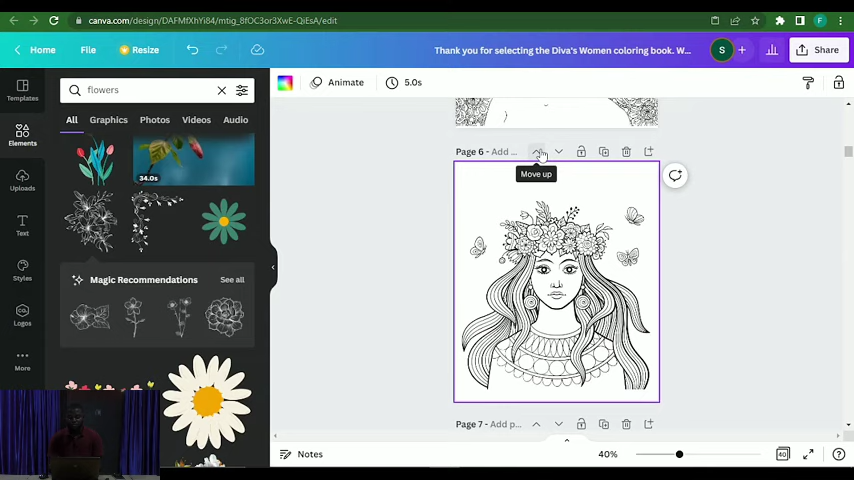 canva.com/design/DAFMfXhYi84/mtig_8fOC3or3XwE-QiEsA/edit
F
Home
File
Resize
Thank you for selecting the Diva's Women coloring book. W...
S
+
Share
Templates
Elements
Uploads
Text
Styles
Logos
More
flowers
All
Graphics
Photos
Videos
Audio
34.0s
Magic Recommendations
See all
Animate
5.0s
Page 6 - Add ...
Move up
Page 7 - Add p...
Notes
40%
40